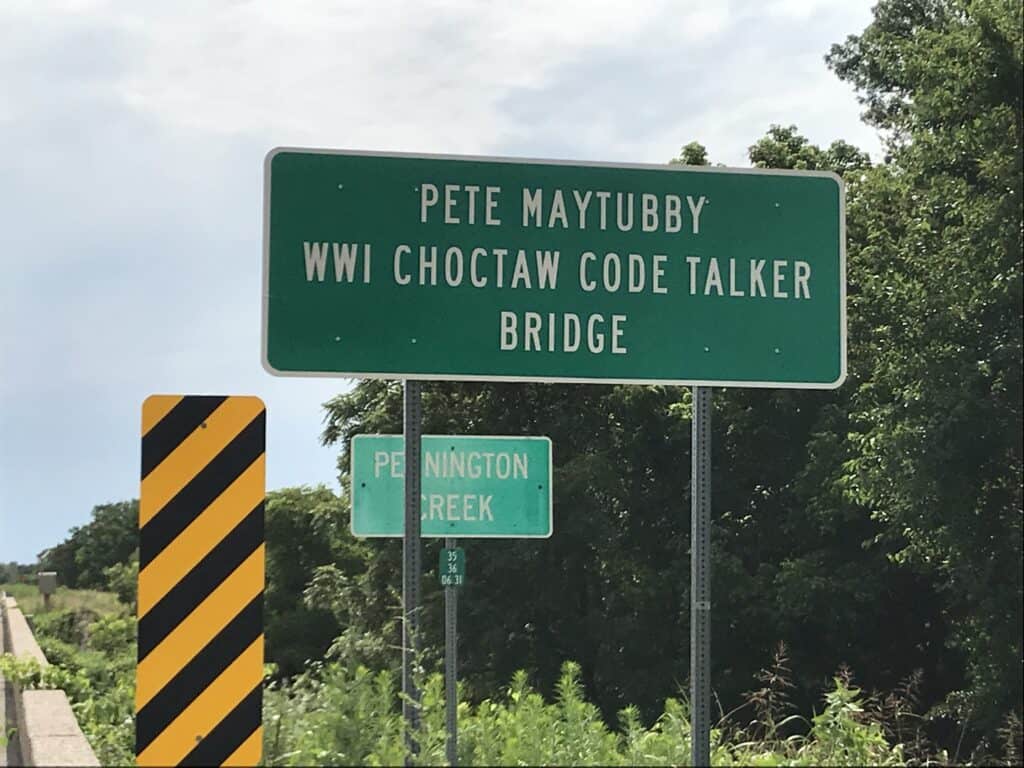 PETE MAYTUBBY
WWI CHOCTAW CODE TALKER
BRIDGE
PENNINGTON
CREEK
35
36
06.31